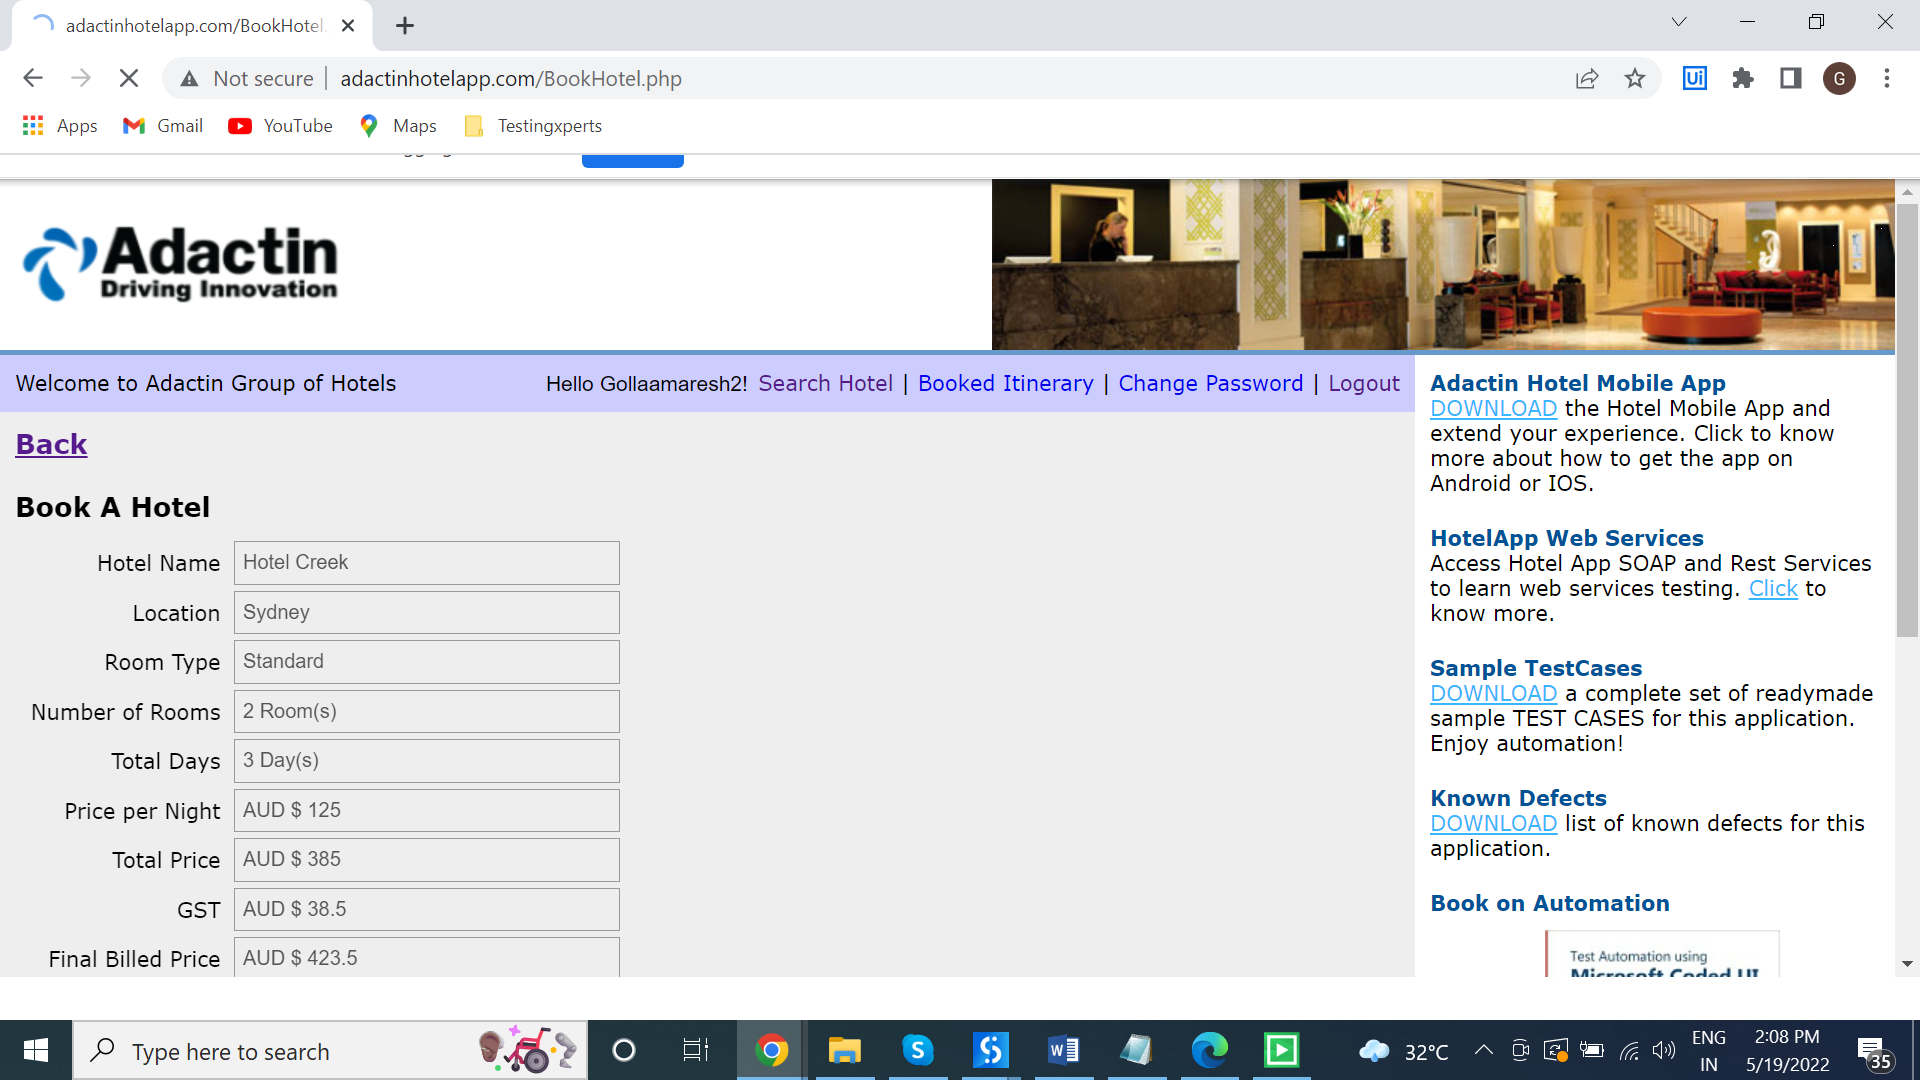 adactinhotelapp.com/BookHotel.
Not secure | adactinhotelapp.com/BookHotel.php
Ui
G
Apps Gmail YouTube Maps Testingxperts
Adactin
Driving Innovation
Welcome to Adactin Group of Hotels
Hello Gollaamaresh2! Search Hotel | Booked Itinerary | Change Password | Logout
Back
Book A Hotel
Hotel Name Hotel Creek
Location Sydney
Room Type Standard
Number of Rooms 2 Room(s)
Total Days 3 Day(s)
Price per Night AUD $ 125
Total Price AUD $ 385
GST AUD $ 38.5
Final Billed Price AUD $ 423.5
Adactin Hotel Mobile App
DOWNLOAD the Hotel Mobile App and
extend your experience. Click to know
more about how to get the app on
Android or IOS.
HotelApp Web Services
Access Hotel App SOAP and Rest Services
to learn web services testing. Click to
know more.
Sample TestCases
DOWNLOAD a complete set of readymade
sample TEST CASES for this application.
Enjoy automation!
Known Defects
DOWNLOAD list of known defects for this
application.
Book on Automation
Test Automation using
Microsoft Coded UI
Type here to search
32°C
ENG
IN
2:08 PM
5/19/2022
35